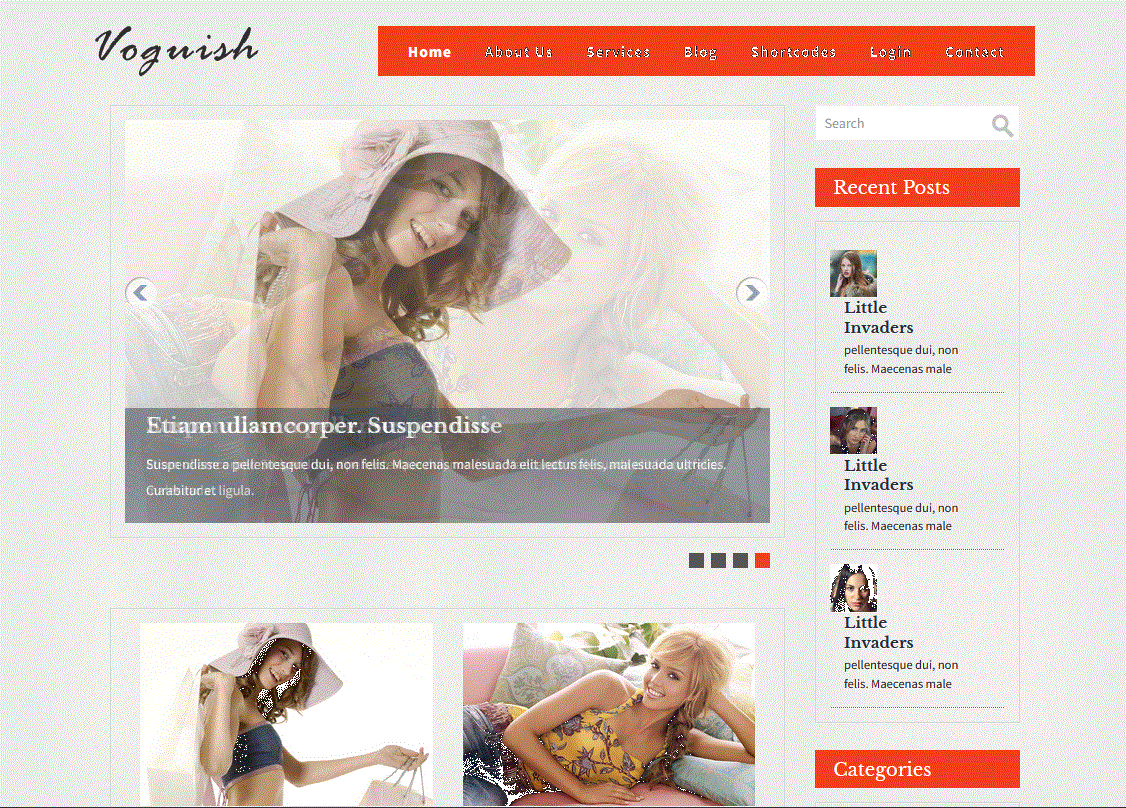 Voguish
Home About Us Services Blog Shortcodes Login Contact
Search
Recent Posts
Etiam ullamcorper. Suspendisse
Suspendisse a pellentesque dui, non felis. Maecenas malesuada elit lectus felis, malesuada ultricies.
Curabitur et ligula.
Little
Invaders
pellentesque dui, non
felis. Maecenas male
Little
Invaders
pellentesque dui, non
felis. Maecenas male
Little
Invaders
pellentesque dui, non
felis. Maecenas male
Categories